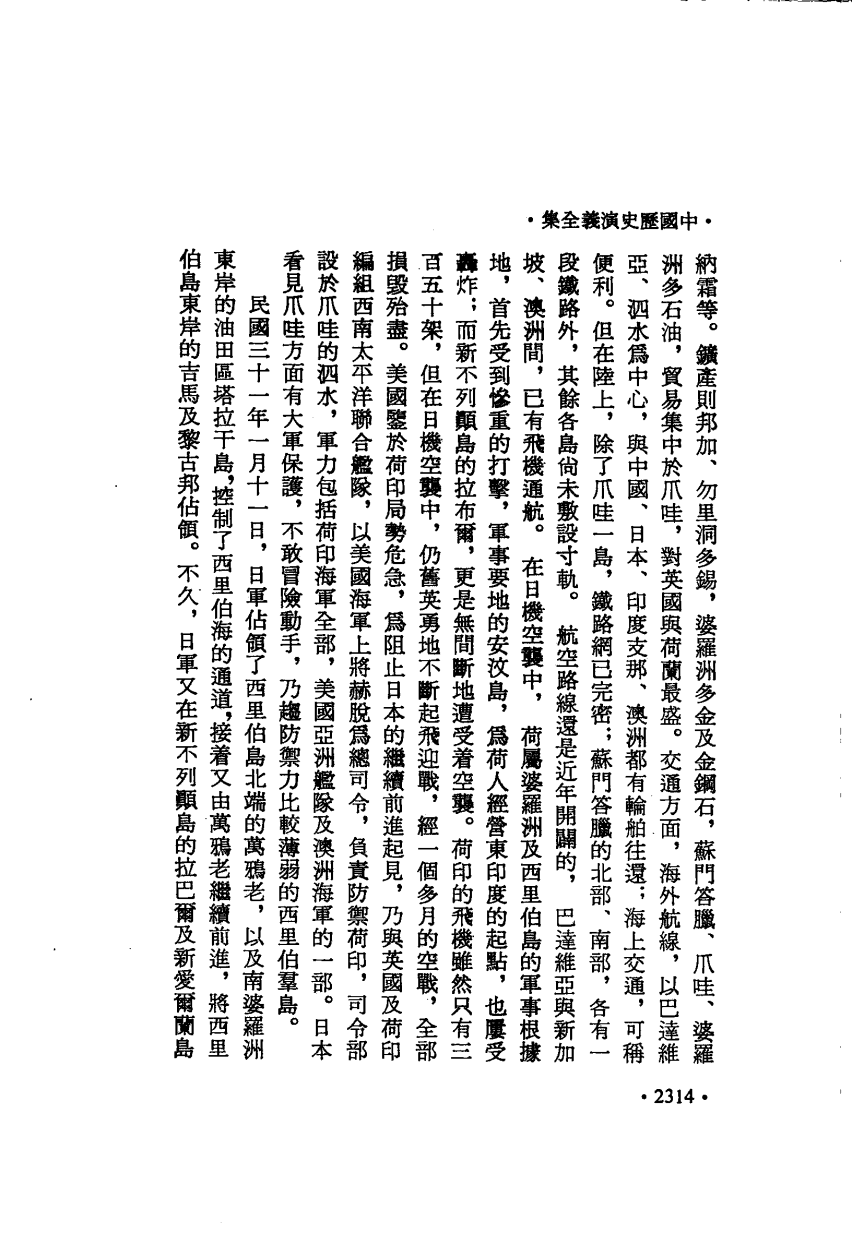 ·中國歷史演義全集·
納霜等。鑛產則邦加、勿里洞多錫，婆羅洲多金及金鋼石，蘇門答臘、爪哇、婆羅
洲多石油，貿易集中於爪哇，對英國與荷蘭最盛。交通方面，海外航線，以巴達維
亞、泗水爲中心，與中國、日本、印度支那、澳洲都有輪舶往還；海上交通，可稱
便利。但在陸上，除了爪哇一島，鐵路網已完密；蘇門答臘的北部、南部，各有一
段鐵路外，其餘各島尙未敷設寸軌。航空路線還是近年開闢的，巴達維亞與新加
坡、澳洲間，已有飛機通航。在日機空襲中，荷屬婆羅洲及西里伯島的軍事根據
地，首先受到慘重的打擊，軍事要地的安汶島，爲荷人經營東印度的起點，也屢受
轟炸；而新不列顚島的拉布爾，更是無間斷地遭受着空襲。荷印的飛機雖然只有三
百五十架，但在日機空襲中，仍舊英勇地不斷起飛迎戰，經一個多月的空戰，全部
損毀殆盡。美國鑒於荷印局勢危急，爲阻止日本的繼續前進起見，乃與英國及荷印
編組西南太平洋聯合艦隊，以美國海軍上將赫脫爲總司令，負責防禦荷印，司令部
設於爪哇的泗水，軍力包括荷印海軍全部，美國亞洲艦隊及澳洲海軍的一部。日本
看見爪哇方面有大軍保護，不敢冒險動手，乃趨防禦力比較薄弱的西里伯羣島。
民國三十一年一月十一日，日軍佔領了西里伯島北端的萬鴉老，以及南婆羅洲
東岸的油田區塔拉干島，控制了西里伯海的通道，接着又由萬鴉老繼續前進，將西里
伯島東岸的吉馬及黎古邦佔領。不久，日軍又在新不列顚島的拉巴爾及新愛爾蘭島
·2314·